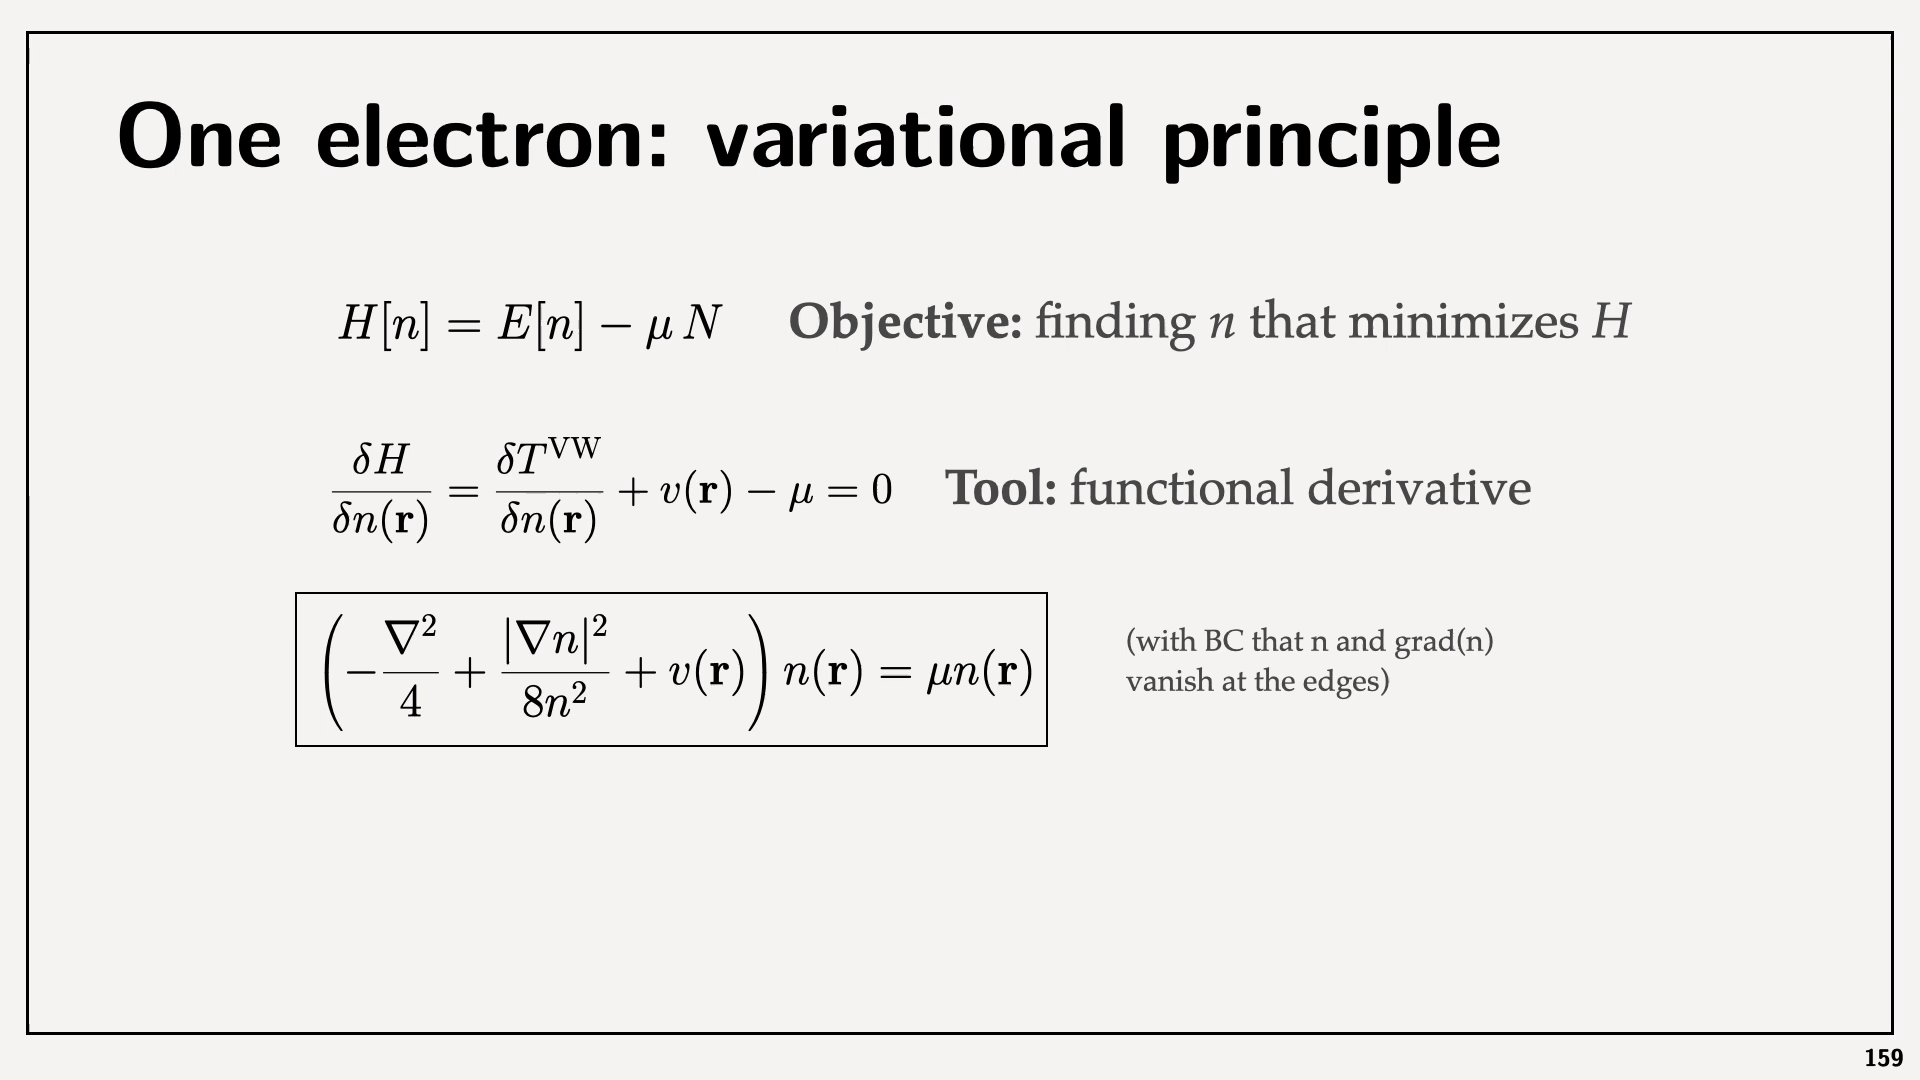 One electron: variational principle
H[n] = E[n] − μ N Objective: finding n that minimizes H
δH/δn(r) = δT^VW/δn(r) + v(r) − μ = 0 Tool: functional derivative
(−∇²/4 + |∇n|²/8n² + v(r)) n(r) = μn(r)
(with BC that n and grad(n)
vanish at the edges)
159